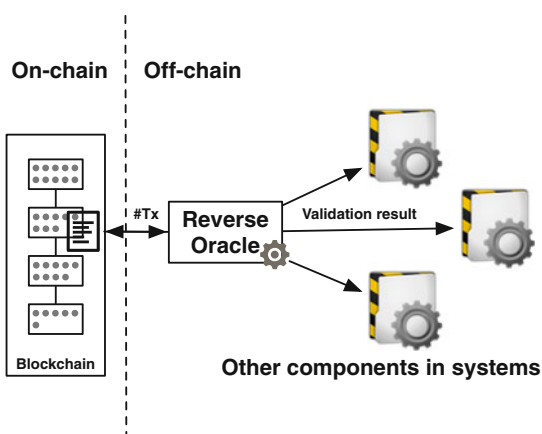 On-chain
Off-chain
#Tx
Reverse
Oracle
Validation result
Blockchain
Other components in systems